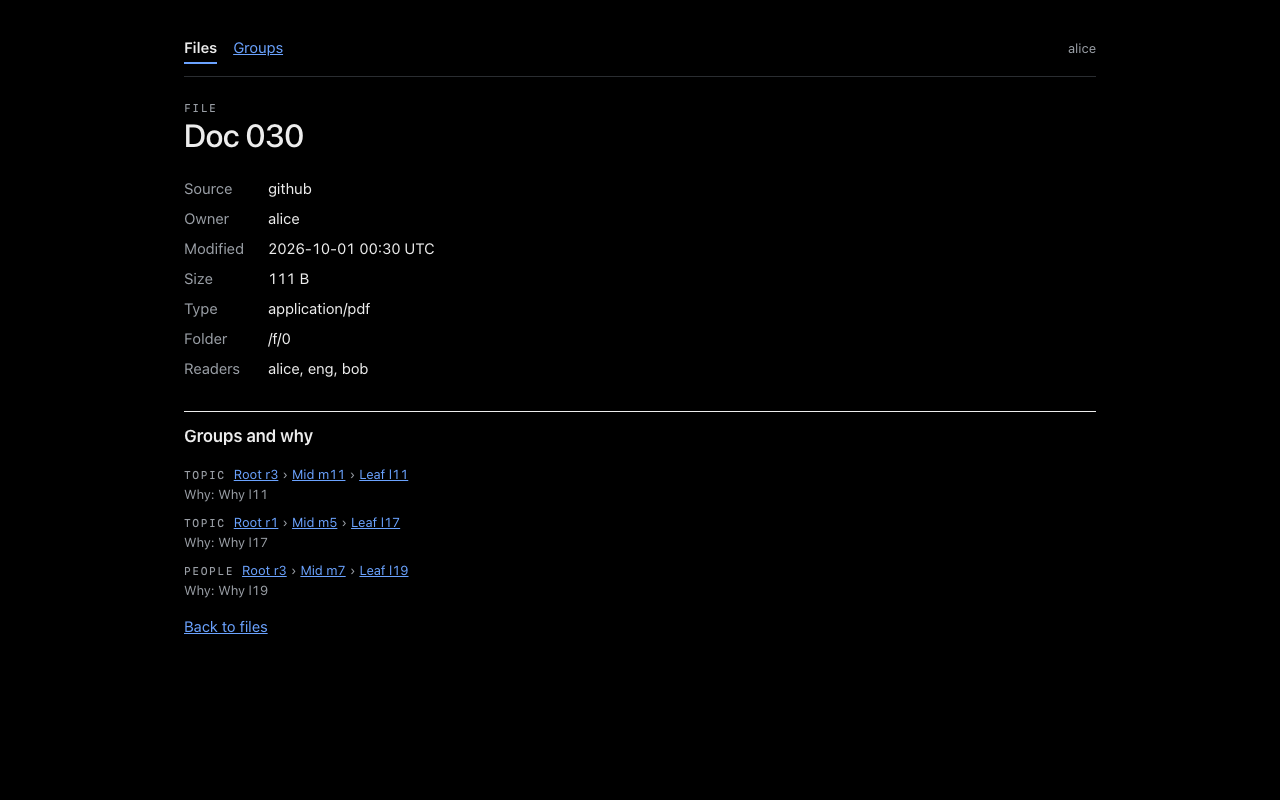 Files Groups alice
FILE
Doc 030
Source github
Owner alice
Modified 2026-10-01 00:30 UTC
Size 111 B
Type application/pdf
Folder /f/0
Readers alice, eng, bob
Groups and why
TOPIC Root r3 › Mid m11 › Leaf l11
Why: Why l11
TOPIC Root r1 › Mid m5 › Leaf l17
Why: Why l17
PEOPLE Root r3 › Mid m7 › Leaf l19
Why: Why l19
Back to files